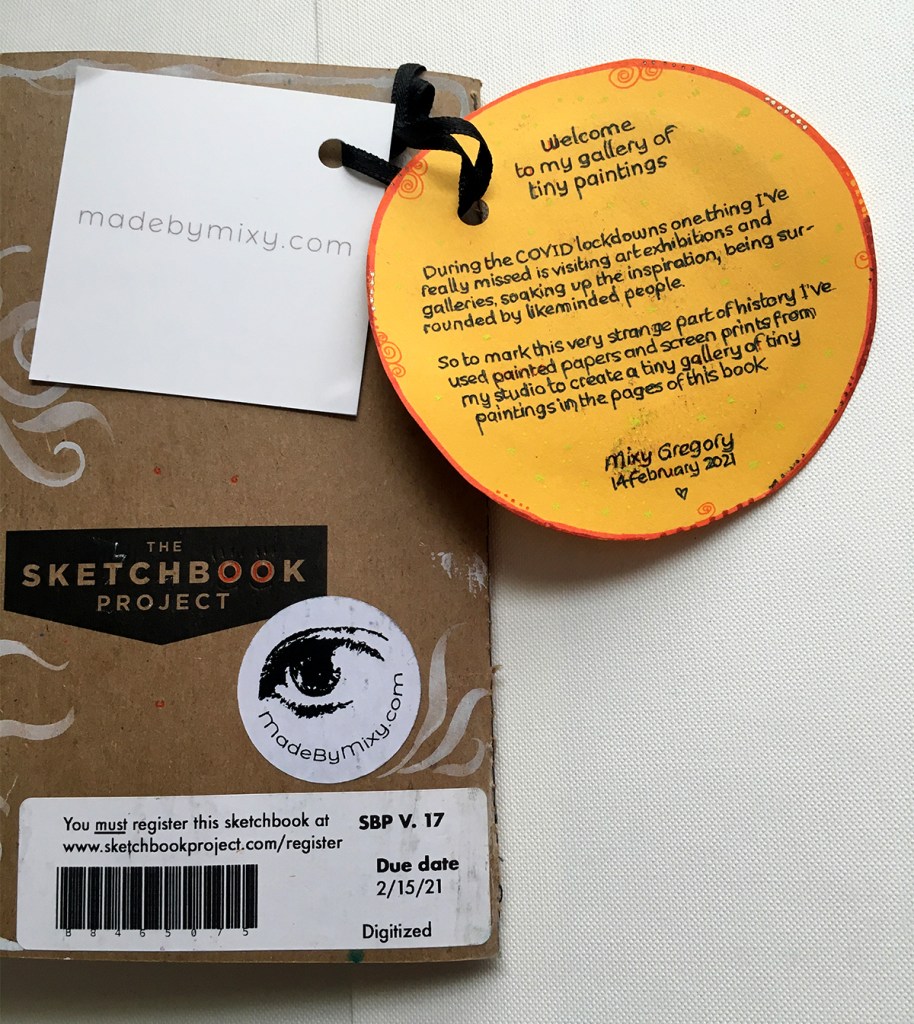 madebymixy.com
welcome
to my gallery of
tiny paintings
During the COVID lockdowns one thing I've
really missed is visiting art exhibitions and
galleries, soaking up the inspiration, being sur-
rounded by likeminded people.
So to mark this very strange part of history I've
used painted papers and screen prints from
my studio to create a tiny gallery of tiny
paintings in the pages of this book
Mixy Gregory
14 February 2021
THE
SKETCHBOOK
PROJECT
MadeByMixy.com
You must register this sketchbook at
www.sketchbookproject.com/register
SBP V. 17
Due date
2/15/21
Digitized
88465075